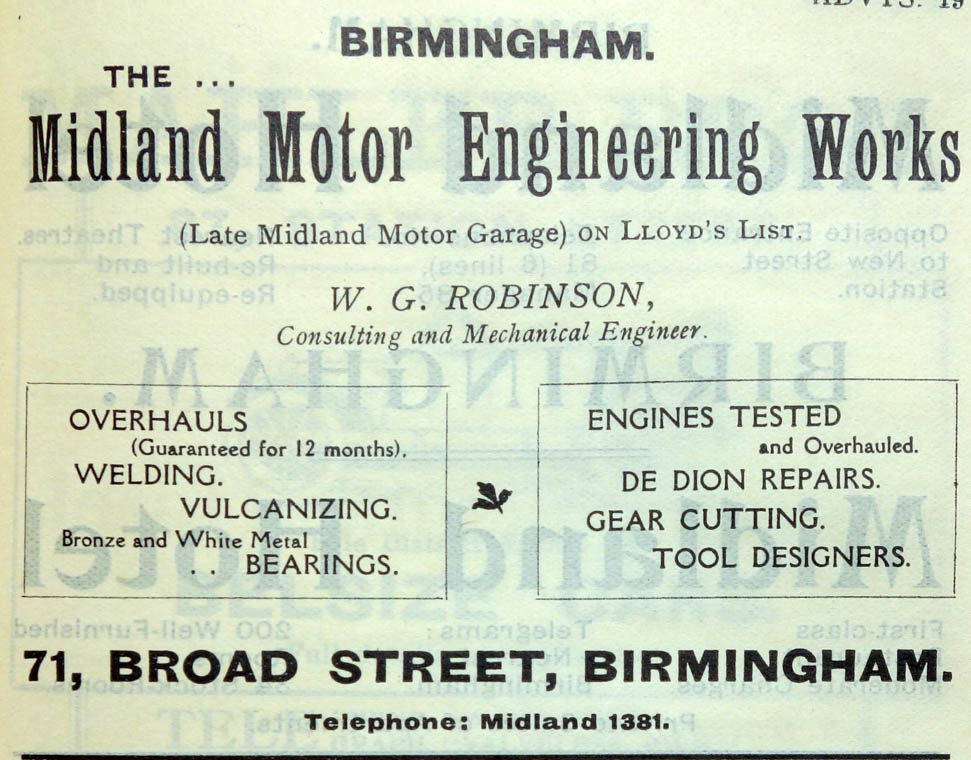 ADVTS. 19
BIRMINGHAM.
THE ...
Midland Motor Engineering Works
(Late Midland Motor Garage) ON LLOYD'S LIST.
W. G. ROBINSON,
Consulting and Mechanical Engineer.
OVERHAULS
(Guaranteed for 12 months).
WELDING.
VULCANIZING.
Bronze and White Metal
. . BEARINGS.
ENGINES TESTED
and Overhauled.
DE DION REPAIRS.
GEAR CUTTING.
TOOL DESIGNERS.
71, BROAD STREET, BIRMINGHAM.
Telephone: Midland 1381.